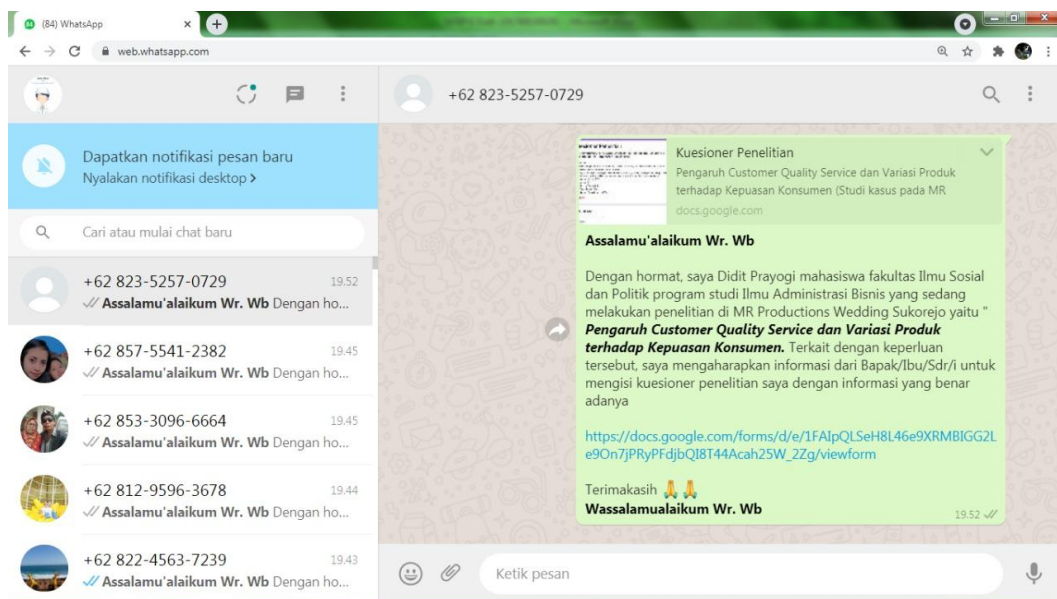 (84) WhatsApp
web.whatsapp.com
+62 823-5257-0729
Dapatkan notifikasi pesan baru
Nyalakan notifikasi desktop >
Cari atau mulai chat baru
+62 823-5257-0729 19.52
Assalamu'alaikum Wr. Wb Dengan ho...
+62 857-5541-2382 19.45
Assalamu'alaikum Wr. Wb Dengan ho...
+62 853-3096-6664 19.45
Assalamu'alaikum Wr. Wb Dengan ho...
+62 812-9596-3678 19.44
Assalamu'alaikum Wr. Wb Dengan ho...
+62 822-4563-7239 19.43
Assalamu'alaikum Wr. Wb Dengan ho...
Kuesioner Penelitian
Pengaruh Customer Quality Service dan Variasi Produk
terhadap Kepuasan Konsumen (Studi kasus pada MR
docs.google.com
Assalamu'alaikum Wr. Wb
Dengan hormat, saya Didit Prayogi mahasiswa fakultas Ilmu Sosial
dan Politik program studi Ilmu Administrasi Bisnis yang sedang
melakukan penelitian di MR Productions Wedding Sukorejo yaitu "
Pengaruh Customer Quality Service dan Variasi Produk
terhadap Kepuasan Konsumen. Terkait dengan keperluan
tersebut, saya mengaharapkan informasi dari Bapak/Ibu/Sdr/i untuk
mengisi kuesioner penelitian saya dengan informasi yang benar
adanya
https://docs.google.com/forms/d/e/1FAIpQLSeH8L46e9XRMBIGG2L
e9On7jPRyPFdjbQI8T44Acah25W_2Zg/viewform
Terimakasih 🙏 🙏
Wassalamualaikum Wr. Wb
19.52
Ketik pesan